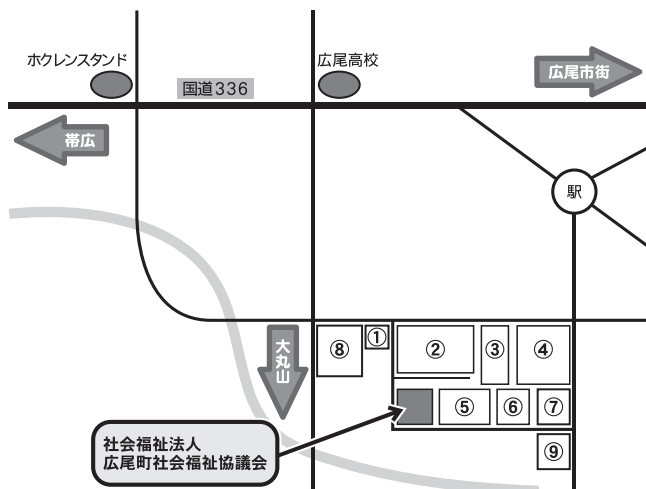 ホクレンスタンド
広尾高校
国道336
広尾市街
帯広
駅
大丸山
⑧
①
②
③
④
⑤
⑥
⑦
⑨
社会福祉法人
広尾町社会福祉協議会